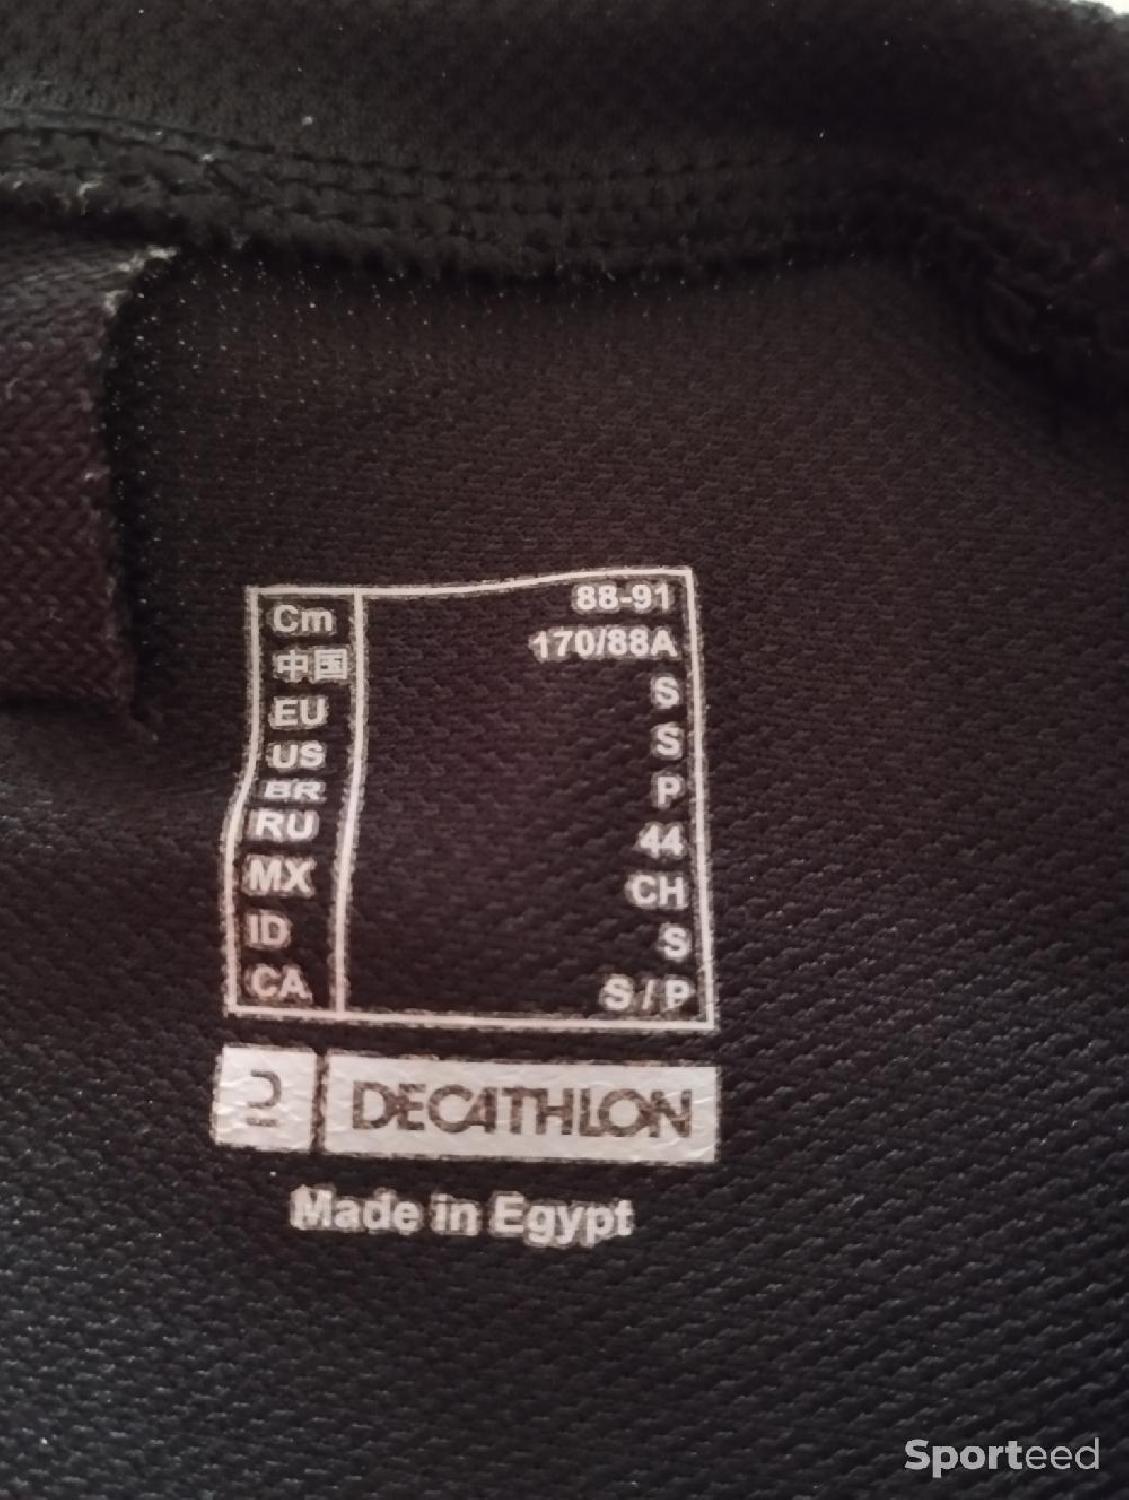 Cm 88-91
中国 170/88A
EU S
US S
BR P
RU 44
MX CH
ID S
CA S / P
DECATHLON
Made in Egypt
Sporteed